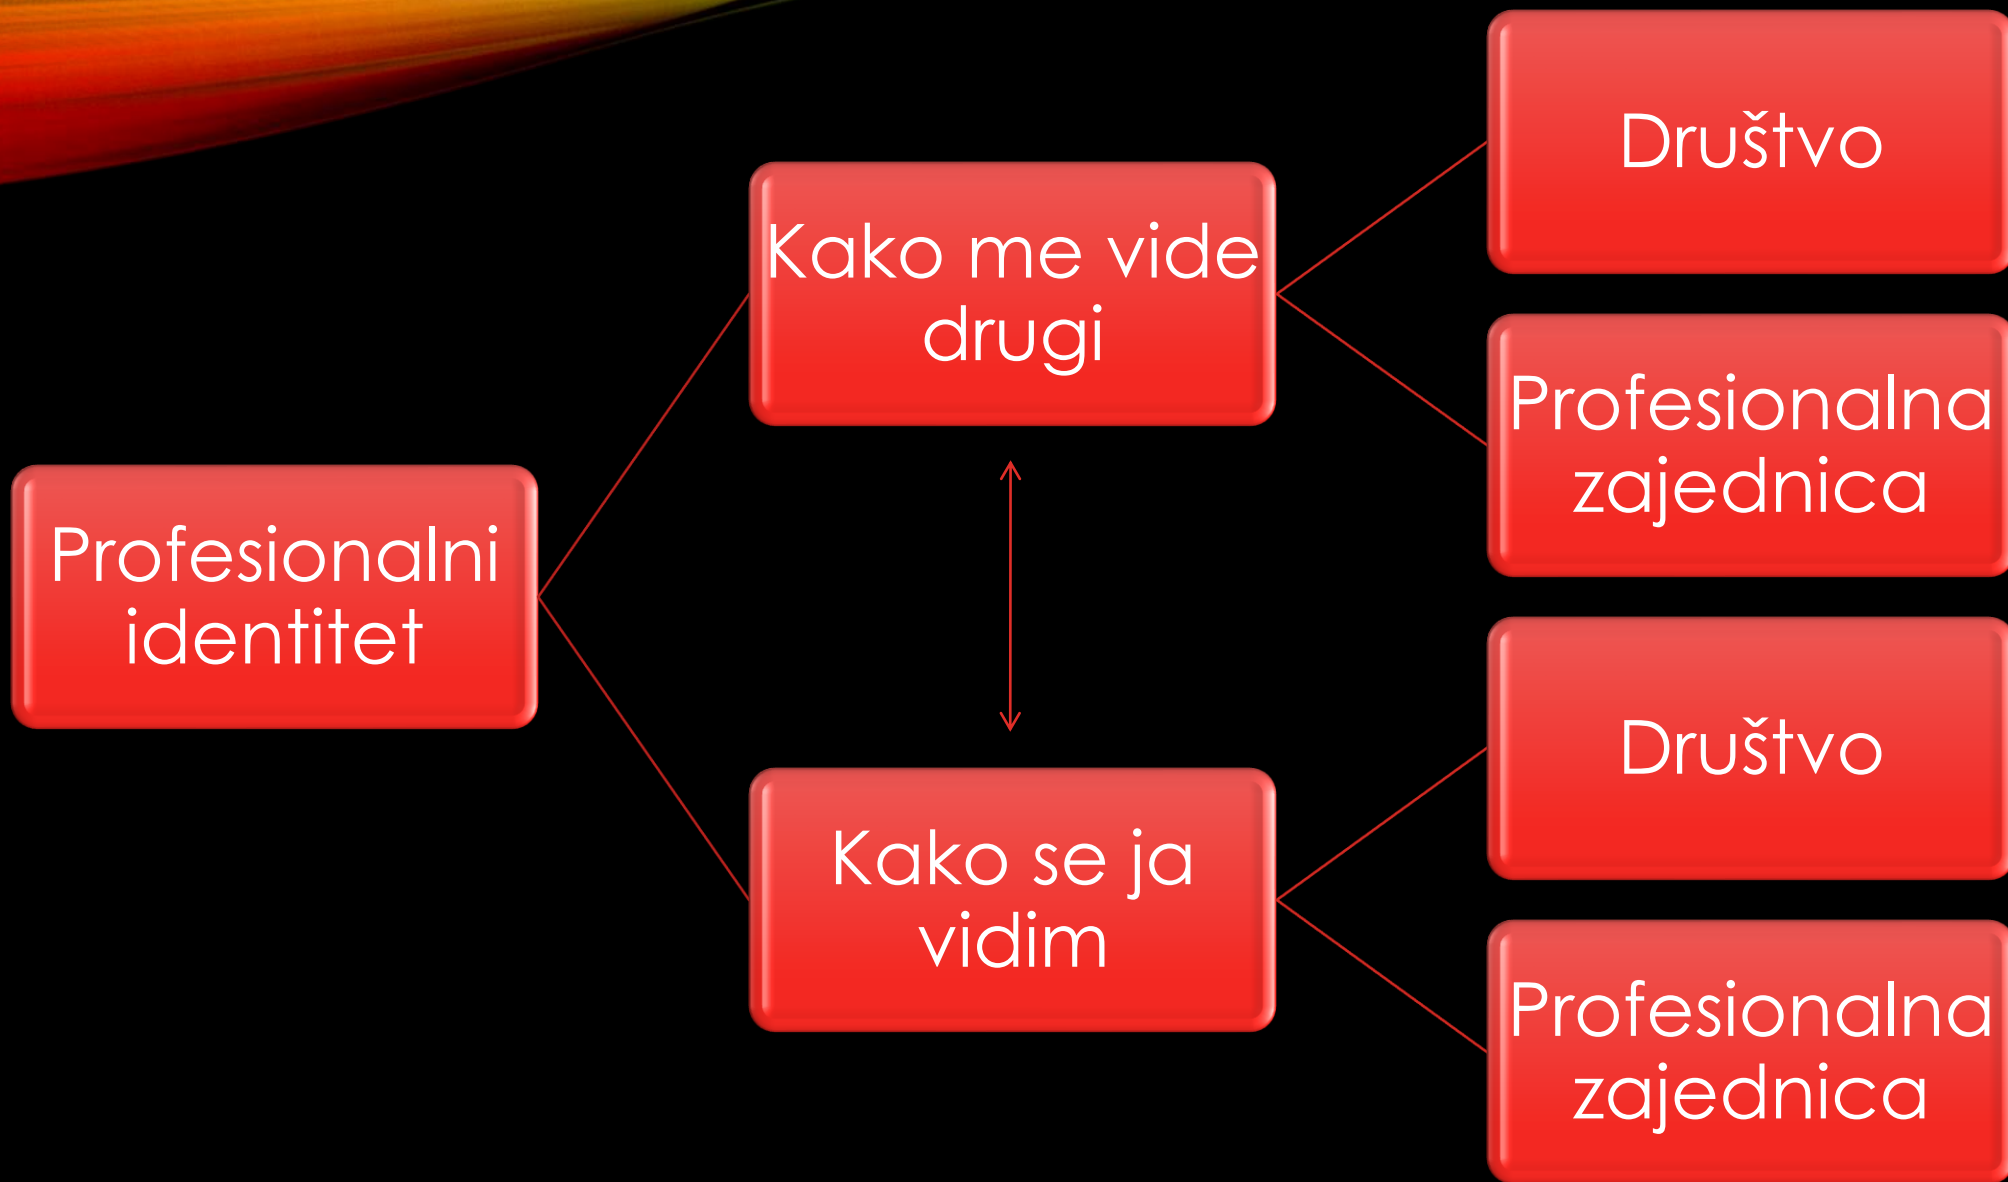 Profesionalni
identitet
Kako me vide
drugi
Društvo
Profesionalna
zajednica
Kako se ja
vidim
Društvo
Profesionalna
zajednica